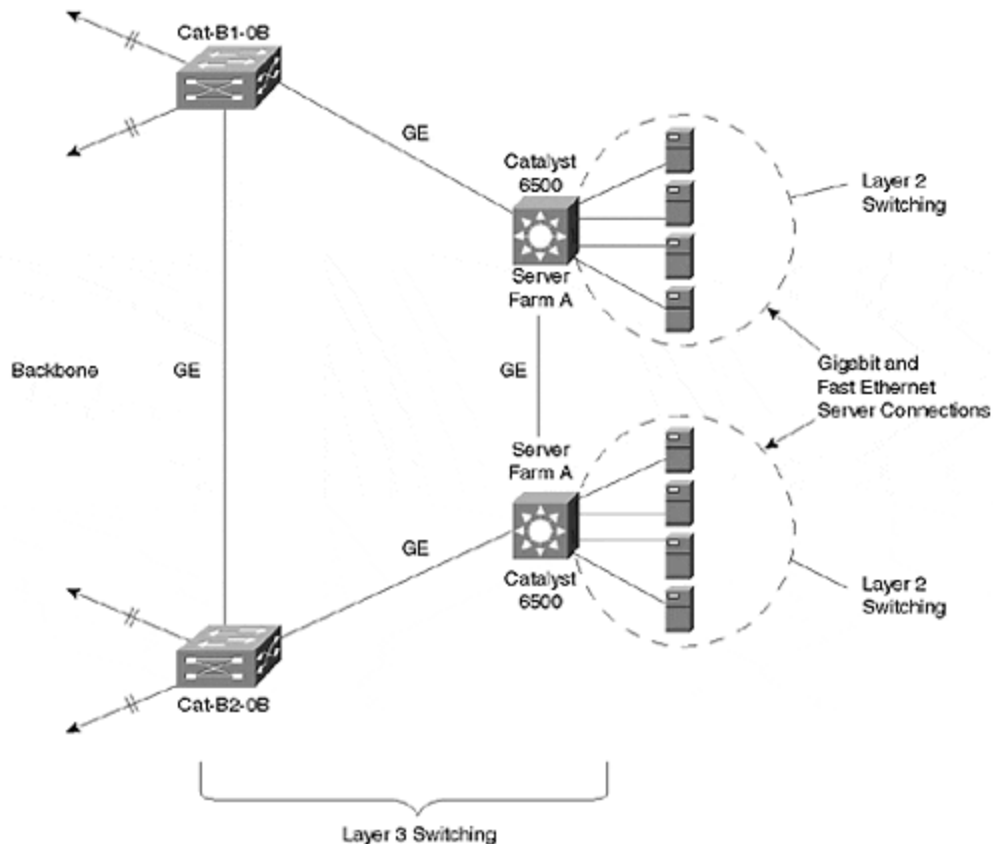 Cat-B1-0B
GE
Catalyst
6500
Layer 2
Switching
Server
Farm A
Backbone
GE
GE
Gigabit and
Fast Ethernet
Server Connections
Server
Farm A
GE
Catalyst
6500
Layer 2
Switching
Cat-B2-0B
Layer 3 Switching